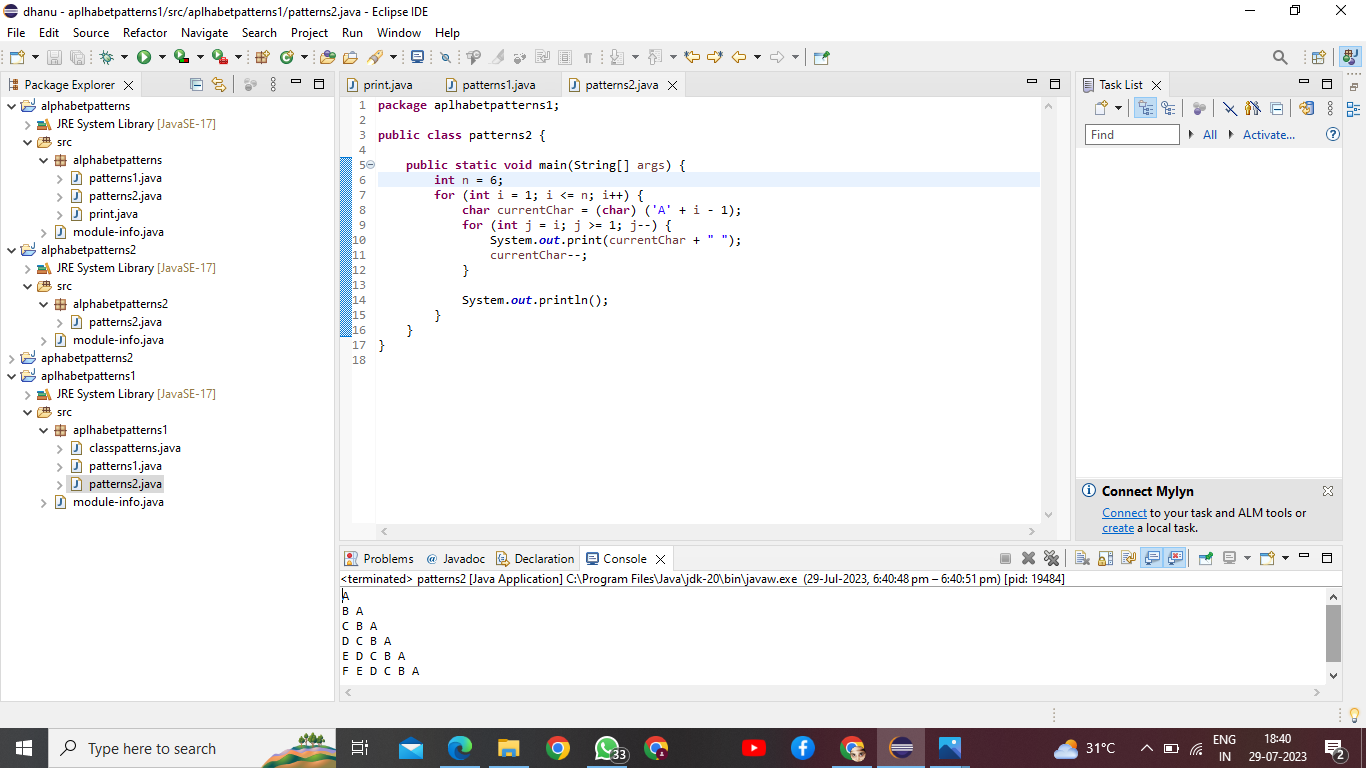 dhanu - aplhabetpatterns1/src/aplhabetpatterns1/patterns2.java - Eclipse IDE
File Edit Source Refactor Navigate Search Project Run Window Help
Package Explorer
alphabetpatterns
JRE System Library [JavaSE-17]
src
alphabetpatterns
patterns1.java
patterns2.java
print.java
module-info.java
alphabetpatterns2
JRE System Library [JavaSE-17]
src
alphabetpatterns2
patterns2.java
module-info.java
aphabetpatterns2
aplhabetpatterns1
JRE System Library [JavaSE-17]
src
aplhabetpatterns1
classpatterns.java
patterns1.java
patterns2.java
module-info.java
print.java patterns1.java patterns2.java
1 package aplhabetpatterns1;
2
3 public class patterns2 {
4
5 public static void main(String[] args) {
6 int n = 6;
7 for (int i = 1; i <= n; i++) {
8 char currentChar = (char) ('A' + i - 1);
9 for (int j = i; j >= 1; j--) {
10 System.out.print(currentChar + " ");
11 currentChar--;
12 }
13
14 System.out.println();
15 }
16 }
17 }
18
Task List
Find All Activate...
Connect Mylyn
Connect to your task and ALM tools or
create a local task.
Problems @ Javadoc Declaration Console
<terminated> patterns2 [Java Application] C:\Program Files\Java\jdk-20\bin\javaw.exe (29-Jul-2023, 6:40:48 pm – 6:40:51 pm) [pid: 19484]
A
B A
C B A
D C B A
E D C B A
F E D C B A
Type here to search
33
31°C
ENG
IN
18:40
29-07-2023
2